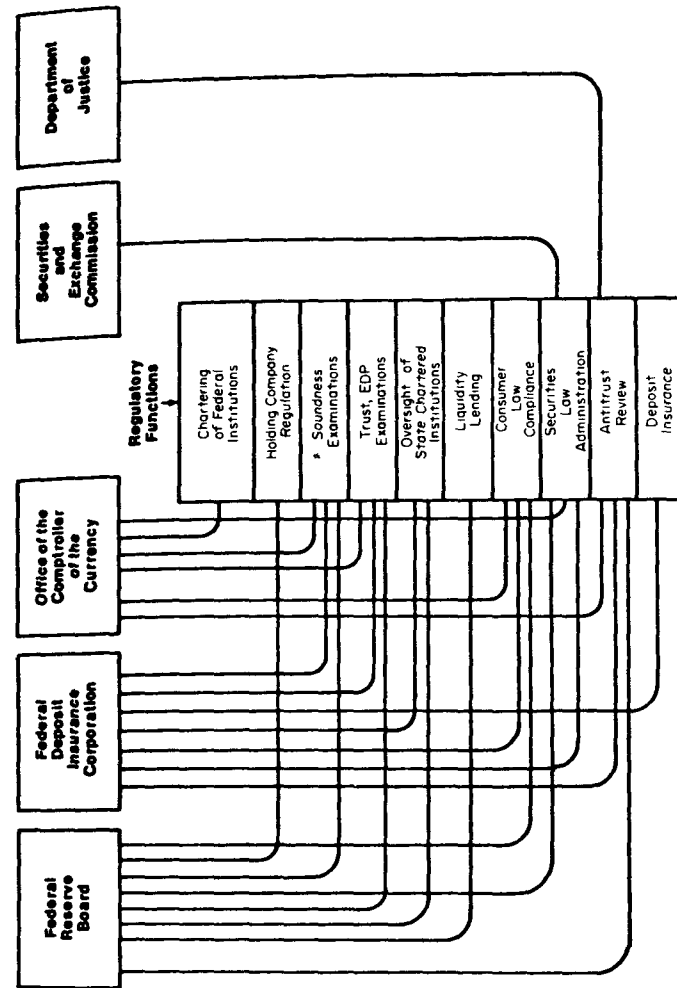 Department
of
Justice
Securities
and
Exchange
Commission
Regulatory
Functions
Chartering
of Federal
Institutions
Holding Company
Regulation
* Soundness
Examinations
Trust, EDP
Examinations
Oversight of
State Chartered
Institutions
Liquidity
Lending
Consumer
Law
Compliance
Securities
Law
Administration
Antitrust
Review
Deposit
Insurance
Office of the
Comptroller
of the
Currency
Federal
Deposit
Insurance
Corporation
Federal
Reserve
Board